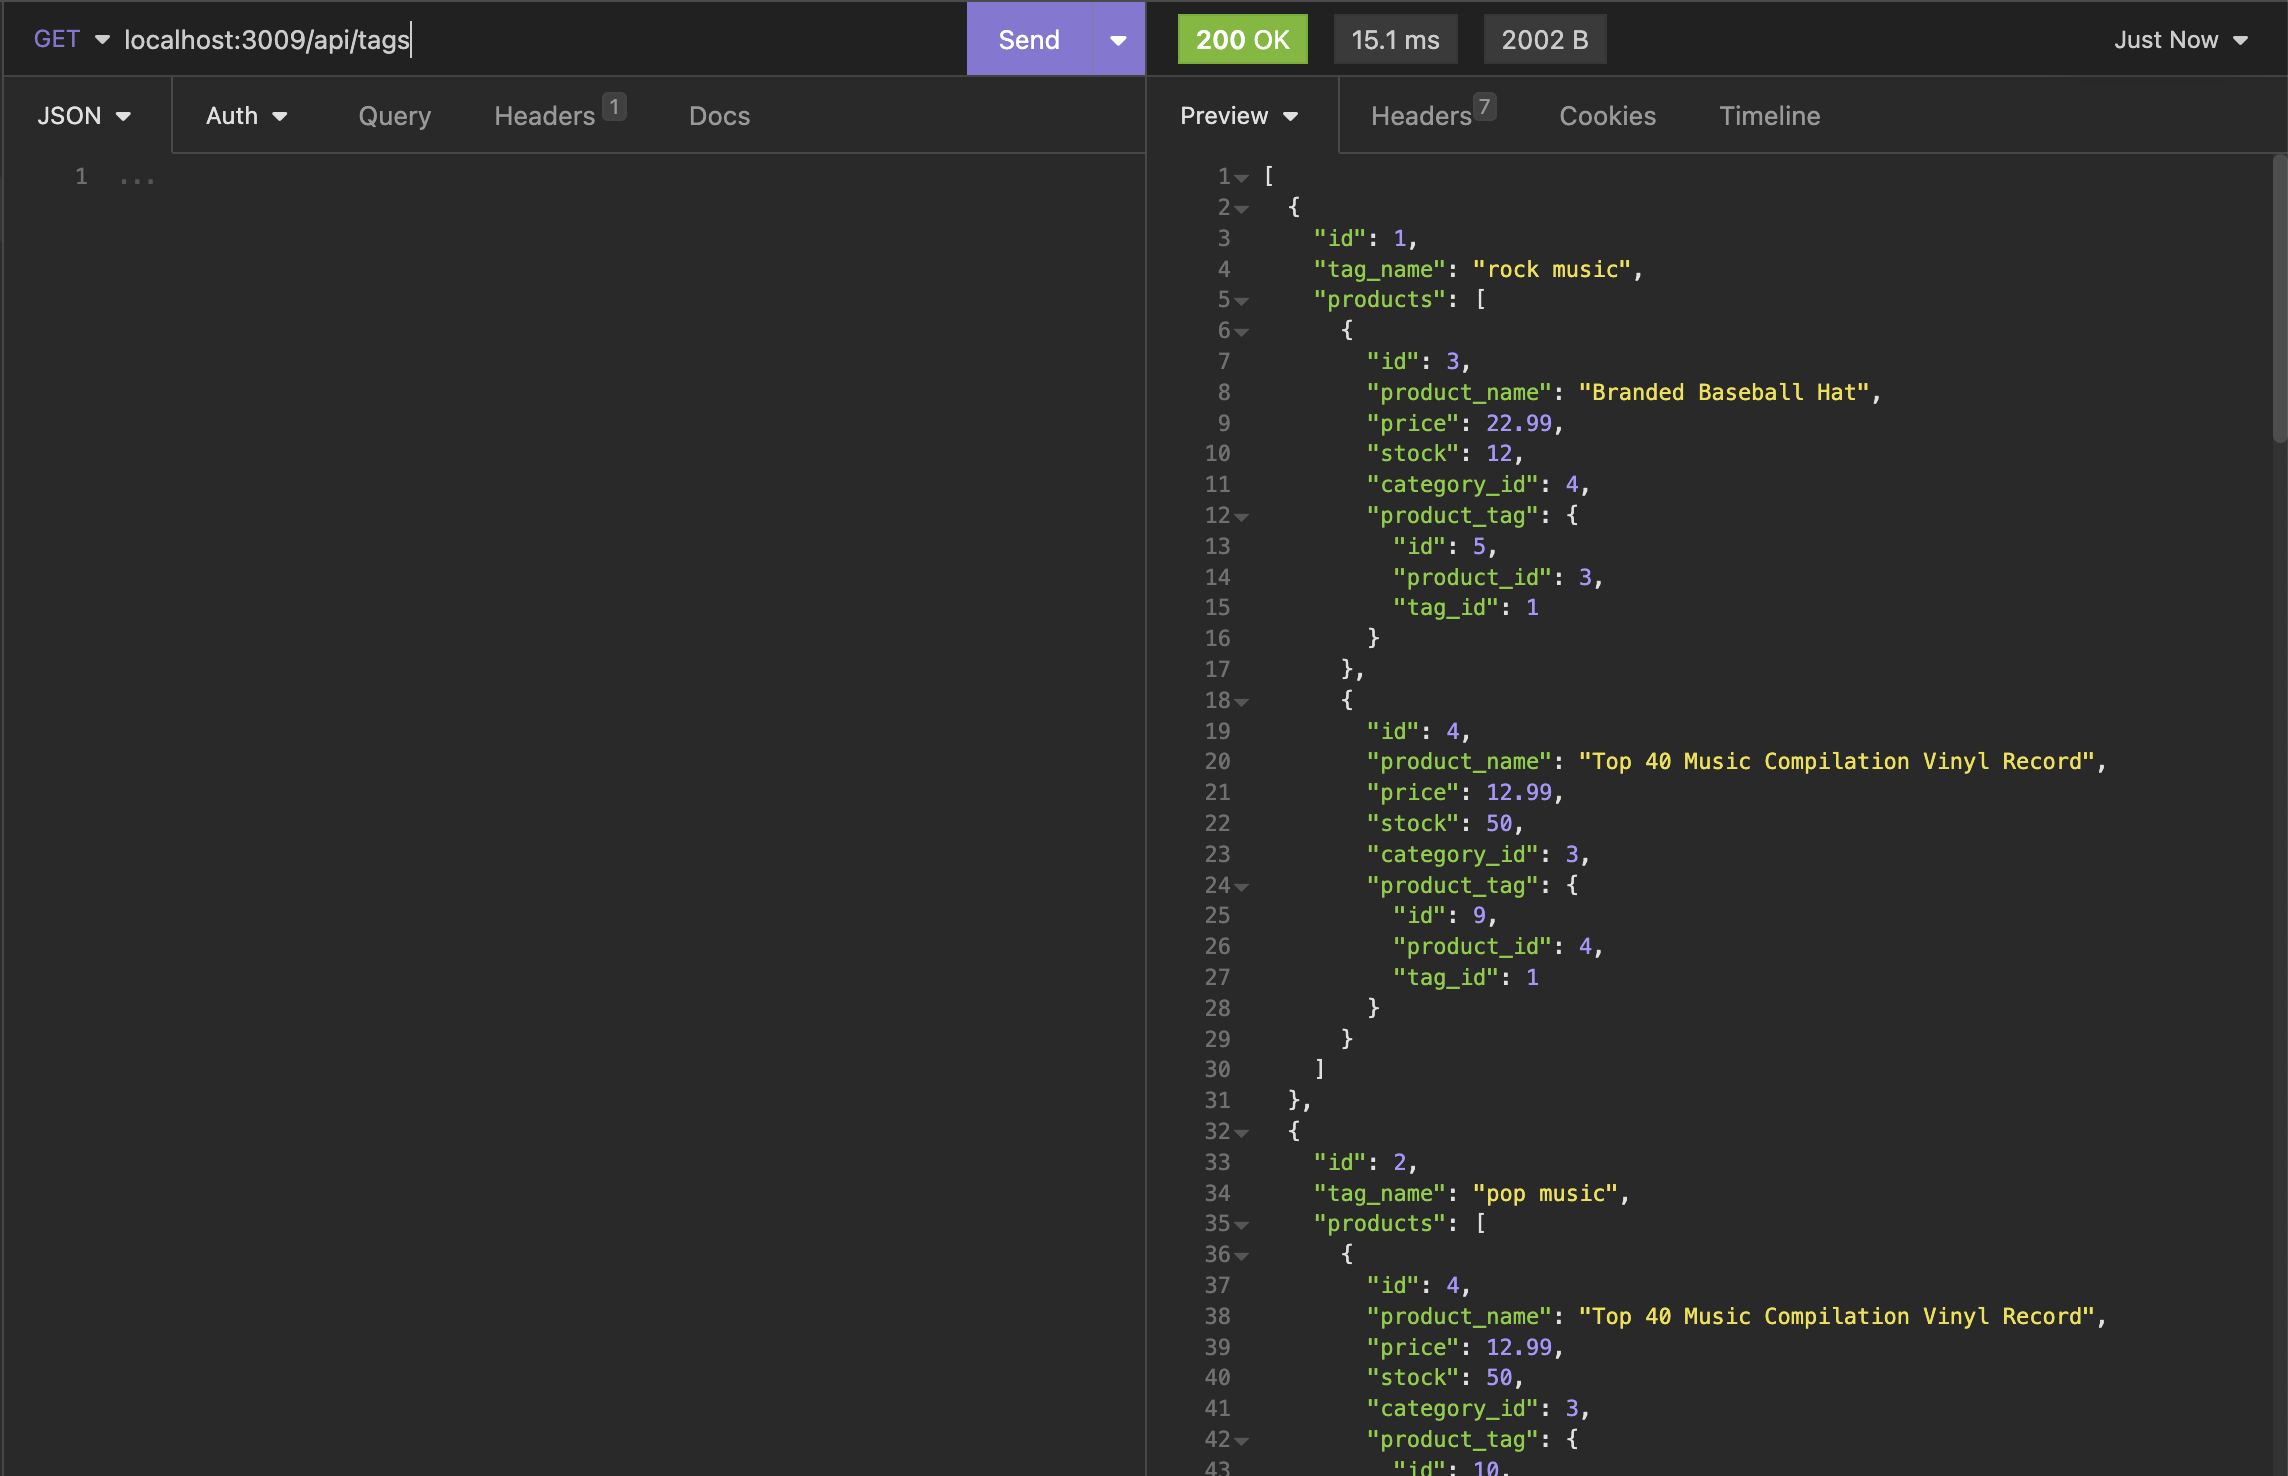 GET localhost:3009/api/tags Send 200 OK 15.1 ms 2002 B Just Now
JSON Auth Query Headers 1 Docs Preview Headers 7 Cookies Timeline
1 ...
1 [
2 {
3 "id": 1,
4 "tag_name": "rock music",
5 "products": [
6 {
7 "id": 3,
8 "product_name": "Branded Baseball Hat",
9 "price": 22.99,
10 "stock": 12,
11 "category_id": 4,
12 "product_tag": {
13 "id": 5,
14 "product_id": 3,
15 "tag_id": 1
16 }
17 },
18 {
19 "id": 4,
20 "product_name": "Top 40 Music Compilation Vinyl Record",
21 "price": 12.99,
22 "stock": 50,
23 "category_id": 3,
24 "product_tag": {
25 "id": 9,
26 "product_id": 4,
27 "tag_id": 1
28 }
29 }
30 ]
31 },
32 {
33 "id": 2,
34 "tag_name": "pop music",
35 "products": [
36 {
37 "id": 4,
38 "product_name": "Top 40 Music Compilation Vinyl Record",
39 "price": 12.99,
40 "stock": 50,
41 "category_id": 3,
42 "product_tag": {
43 "id": 10,